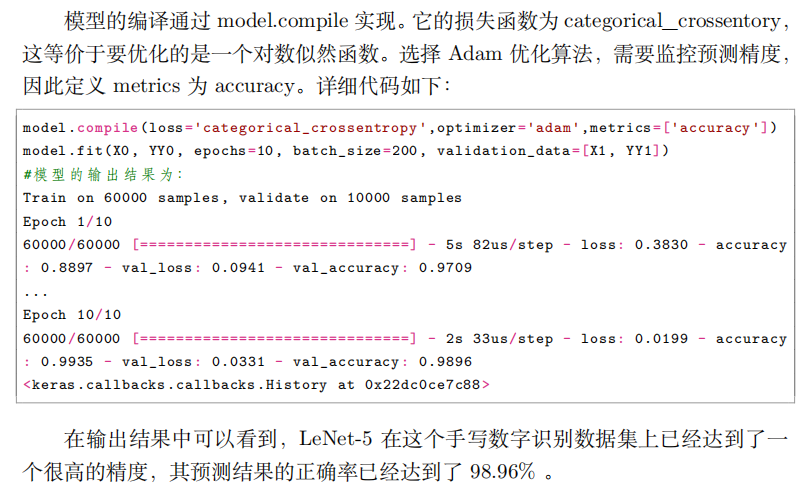 模型的编译通过 model.compile 实现。它的损失函数为 categorical_crossentory，
这等价于要优化的是一个对数似然函数。选择 Adam 优化算法，需要监控预测精度，
因此定义 metrics 为 accuracy。详细代码如下：
model.compile(loss='categorical_crossentropy',optimizer='adam',metrics=['accuracy'])
model.fit(X0, YY0, epochs=10, batch_size=200, validation_data=[X1, YY1])
#模型的输出结果为:
Train on 60000 samples, validate on 10000 samples
Epoch 1/10
60000/60000 [==============================] - 5s 82us/step - loss: 0.3830 - accuracy
: 0.8897 - val_loss: 0.0941 - val_accuracy: 0.9709
...
Epoch 10/10
60000/60000 [==============================] - 2s 33us/step - loss: 0.0199 - accuracy
: 0.9935 - val_loss: 0.0331 - val_accuracy: 0.9896
<keras.callbacks.callbacks.History at 0x22dc0ce7c88>
在输出结果中可以看到，LeNet-5 在这个手写数字识别数据集上已经达到了一
个很高的精度，其预测结果的正确率已经达到了 98.96% 。